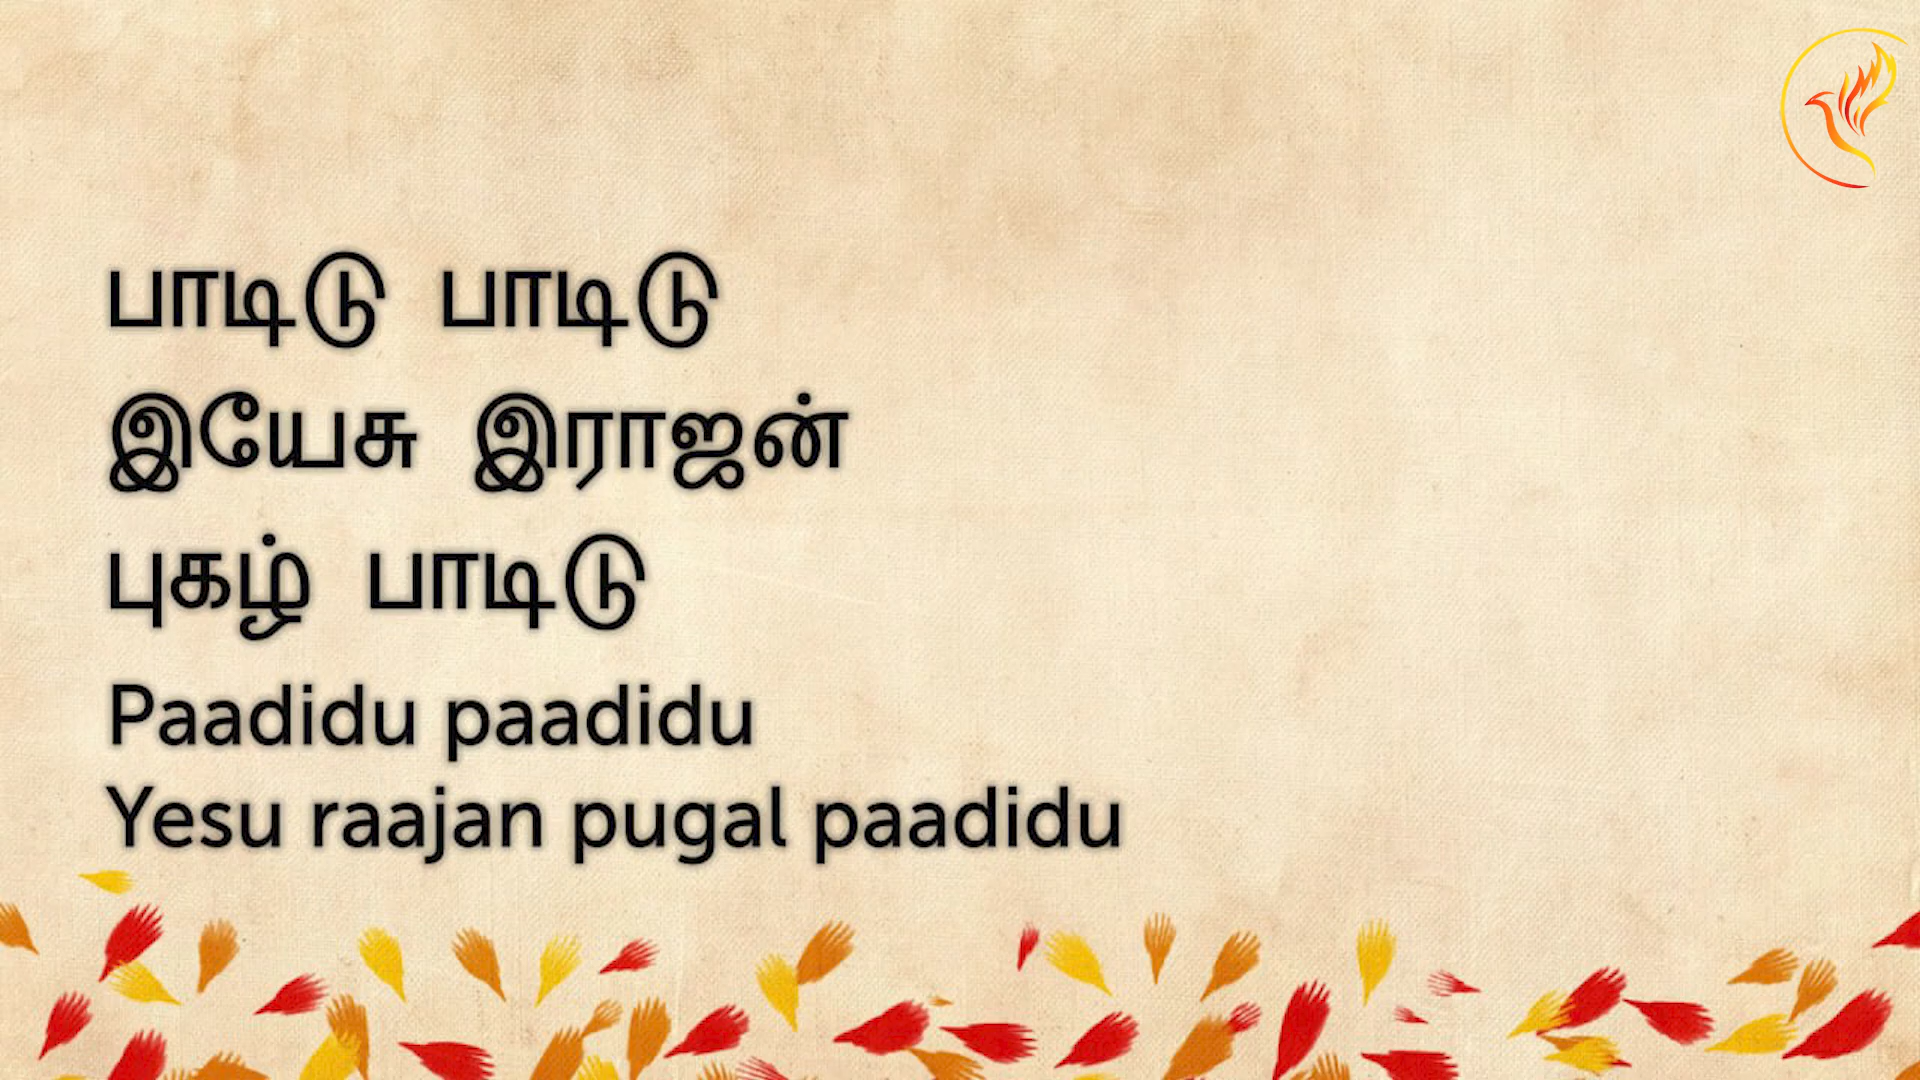 பாடிடு பாடிடு
இயேசு இராஜன்
புகழ் பாடிடு
Paadidu paadidu
Yesu raajan pugal paadidu